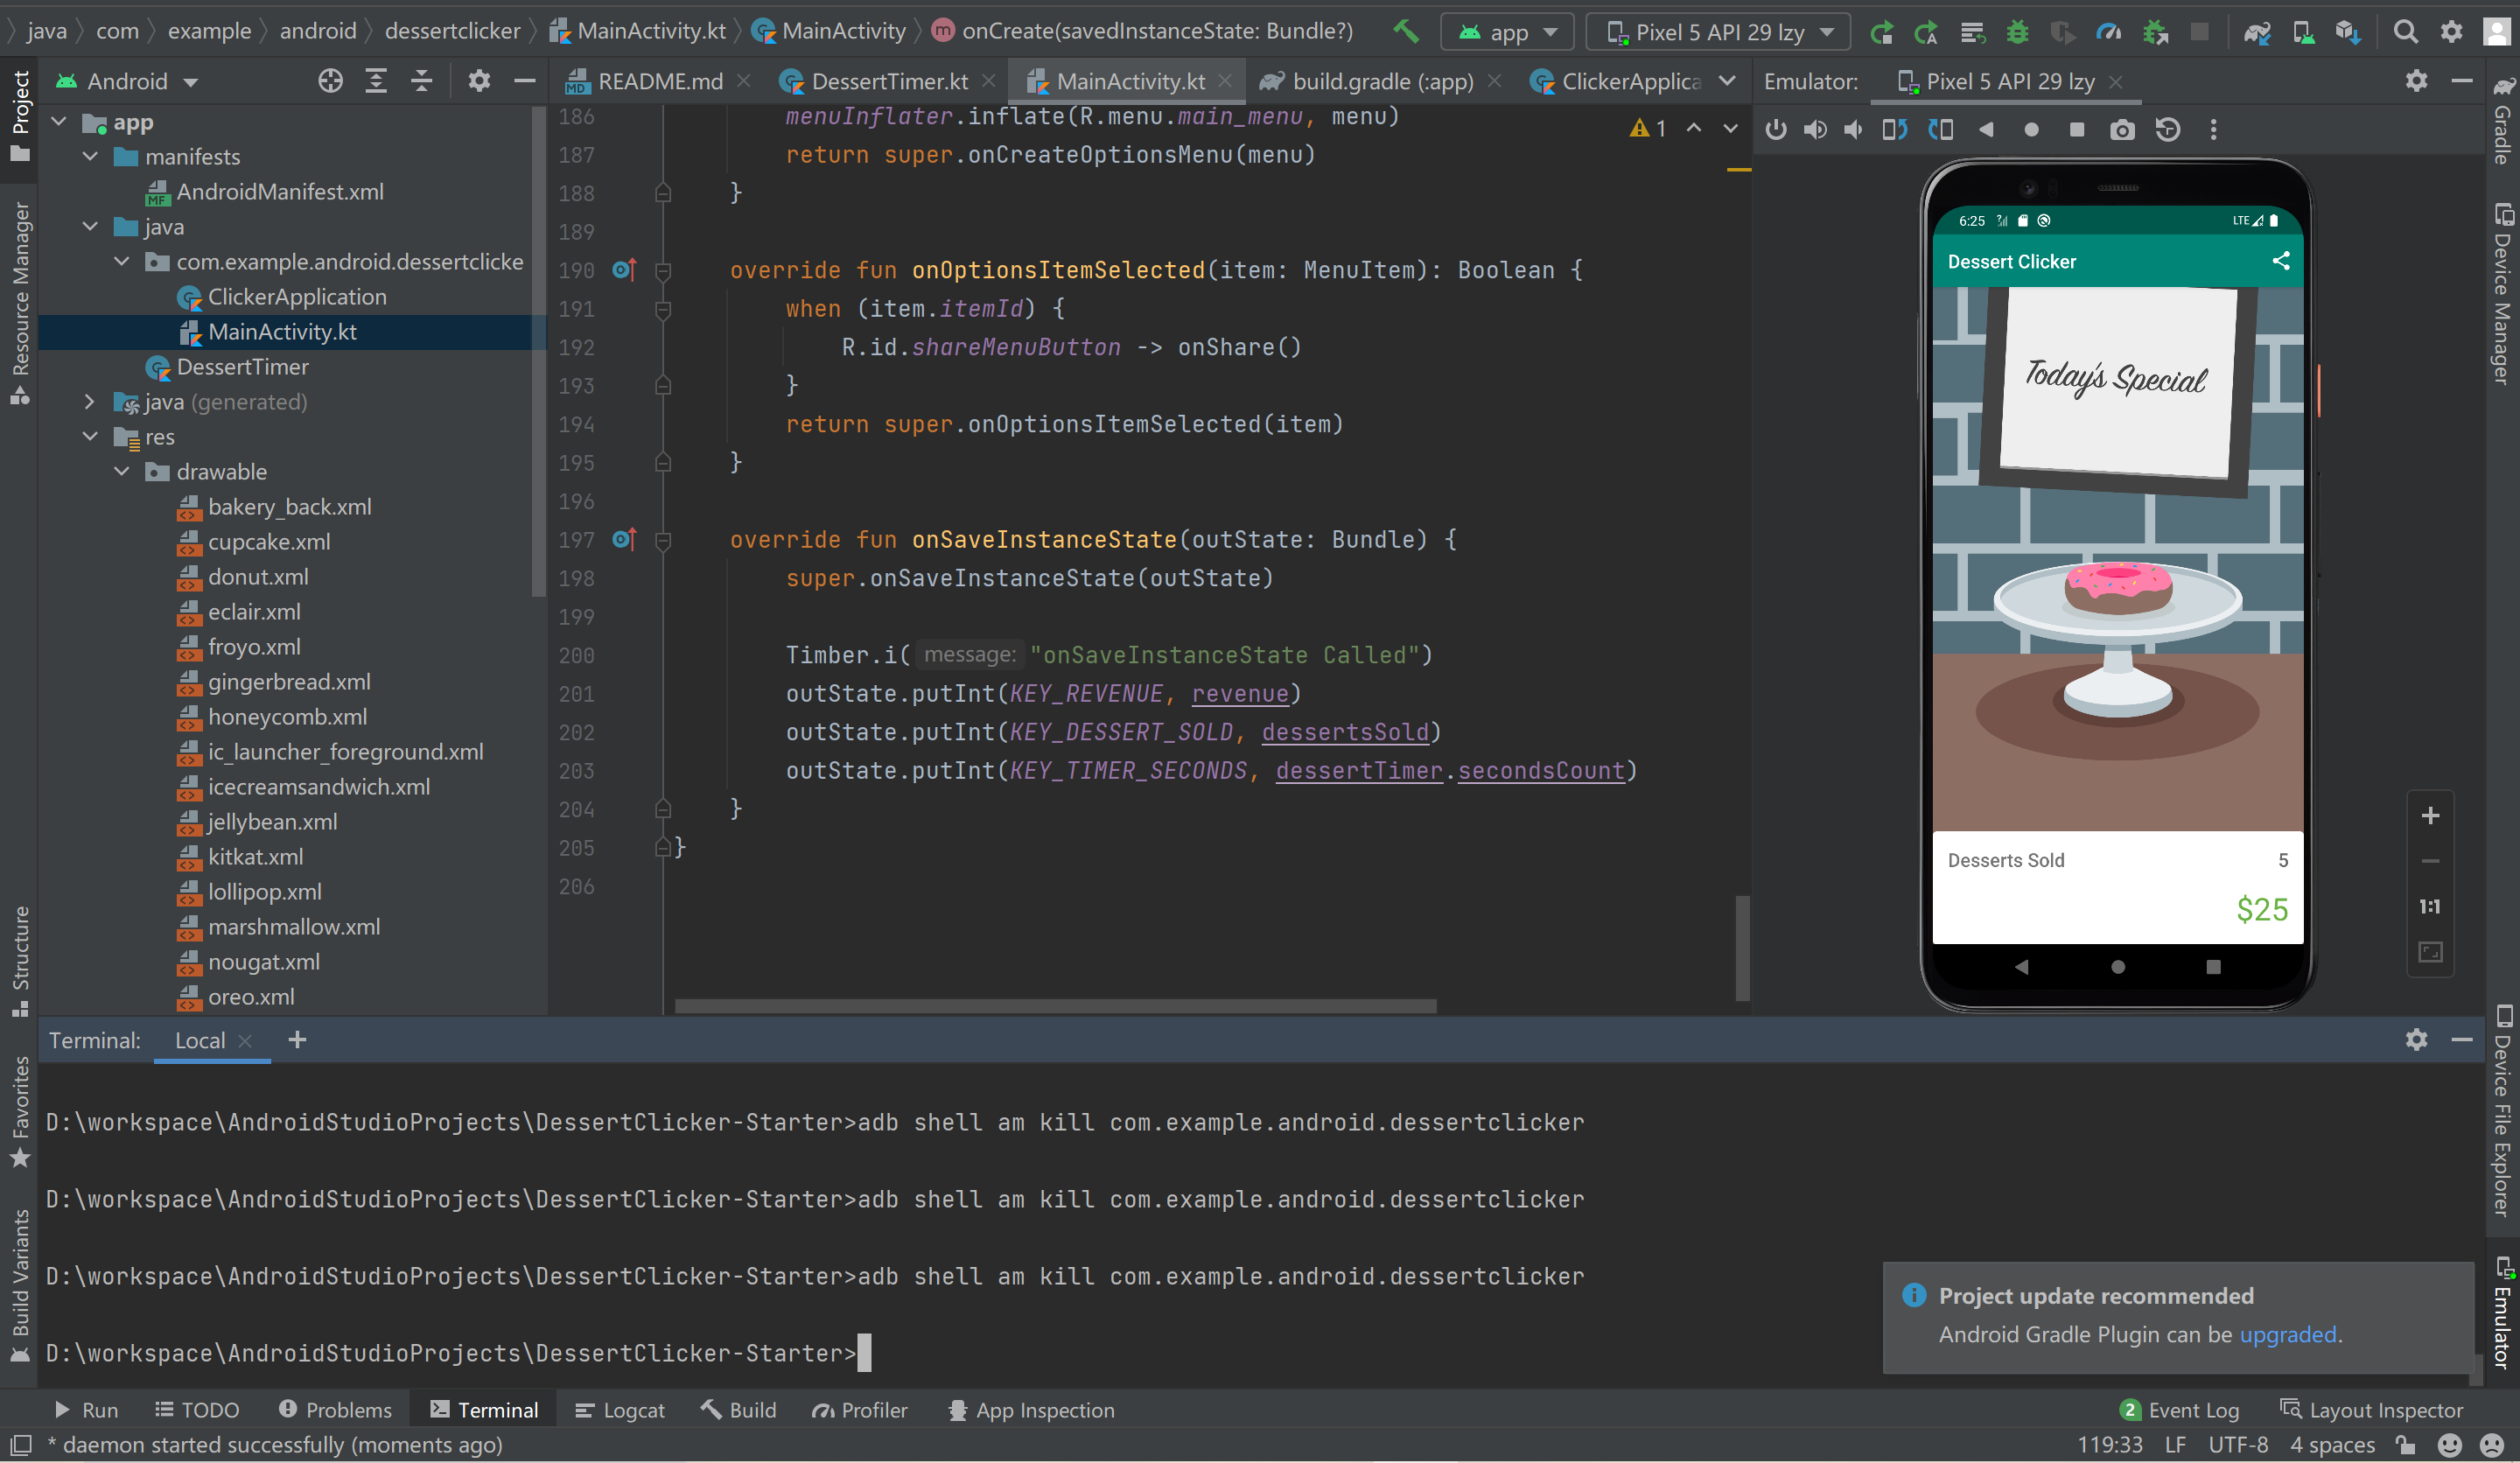 java com example android dessertclicker MainActivity.kt MainActivity onCreate(savedInstanceState: Bundle?) app Pixel 5 API 29 lzy
Android
README.md DessertTimer.kt MainActivity.kt build.gradle (:app) ClickerApplica
Emulator: Pixel 5 API 29 lzy
Project
Resource Manager
Structure
Favorites
Build Variants
app
manifests
MF AndroidManifest.xml
java
com.example.android.dessertclicke
ClickerApplication
MainActivity.kt
DessertTimer
java (generated)
res
drawable
bakery_back.xml
cupcake.xml
donut.xml
eclair.xml
froyo.xml
gingerbread.xml
honeycomb.xml
ic_launcher_foreground.xml
icecreamsandwich.xml
jellybean.xml
kitkat.xml
lollipop.xml
marshmallow.xml
nougat.xml
oreo.xml
1
186 menuInflater.inflate(R.menu.main_menu, menu)
187 return super.onCreateOptionsMenu(menu)
188 }
189
190 override fun onOptionsItemSelected(item: MenuItem): Boolean {
191 when (item.itemId) {
192 R.id.shareMenuButton -> onShare()
193 }
194 return super.onOptionsItemSelected(item)
195 }
196
197 override fun onSaveInstanceState(outState: Bundle) {
198 super.onSaveInstanceState(outState)
199
200 Timber.i( message: "onSaveInstanceState Called")
201 outState.putInt(KEY_REVENUE, revenue)
202 outState.putInt(KEY_DESSERT_SOLD, dessertsSold)
203 outState.putInt(KEY_TIMER_SECONDS, dessertTimer.secondsCount)
204 }
205 }
206
6:25 LTE
Dessert Clicker
Today's Special
Desserts Sold 5
$25
1:1
Gradle
Device Manager
Device File Explorer
Emulator
Terminal: Local
D:\workspace\AndroidStudioProjects\DessertClicker-Starter>adb shell am kill com.example.android.dessertclicker
D:\workspace\AndroidStudioProjects\DessertClicker-Starter>adb shell am kill com.example.android.dessertclicker
D:\workspace\AndroidStudioProjects\DessertClicker-Starter>adb shell am kill com.example.android.dessertclicker
D:\workspace\AndroidStudioProjects\DessertClicker-Starter>
Project update recommended
Android Gradle Plugin can be upgraded.
Run TODO Problems Terminal Logcat Build Profiler App Inspection 2 Event Log Layout Inspector
* daemon started successfully (moments ago) 119:33 LF UTF-8 4 spaces